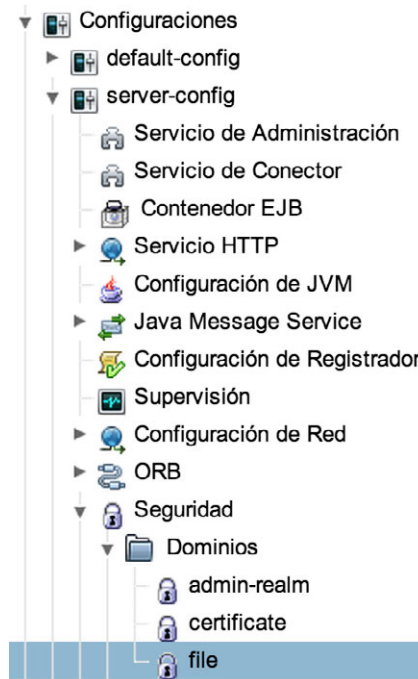 Configuraciones
default-config
server-config
Servicio de Administración
Servicio de Conector
Contenedor EJB
Servicio HTTP
Configuración de JVM
Java Message Service
Configuración de Registrador
Supervisión
Configuración de Red
ORB
Seguridad
Dominios
admin-realm
certificate
file